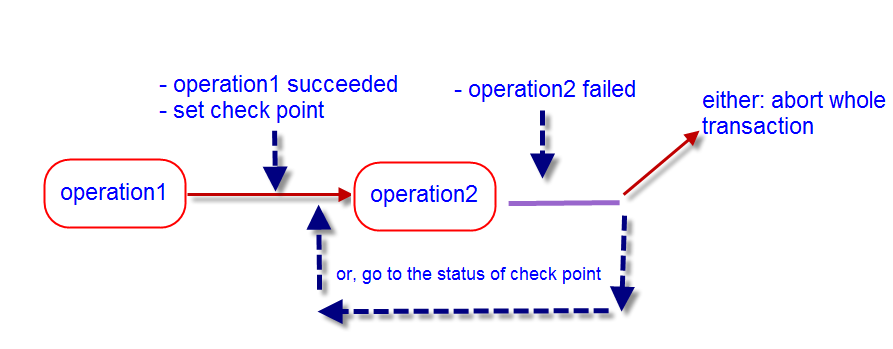 - operation1 succeeded
- set check point
- operation2 failed
either: abort whole
transaction
operation1
operation2
or, go to the status of check point